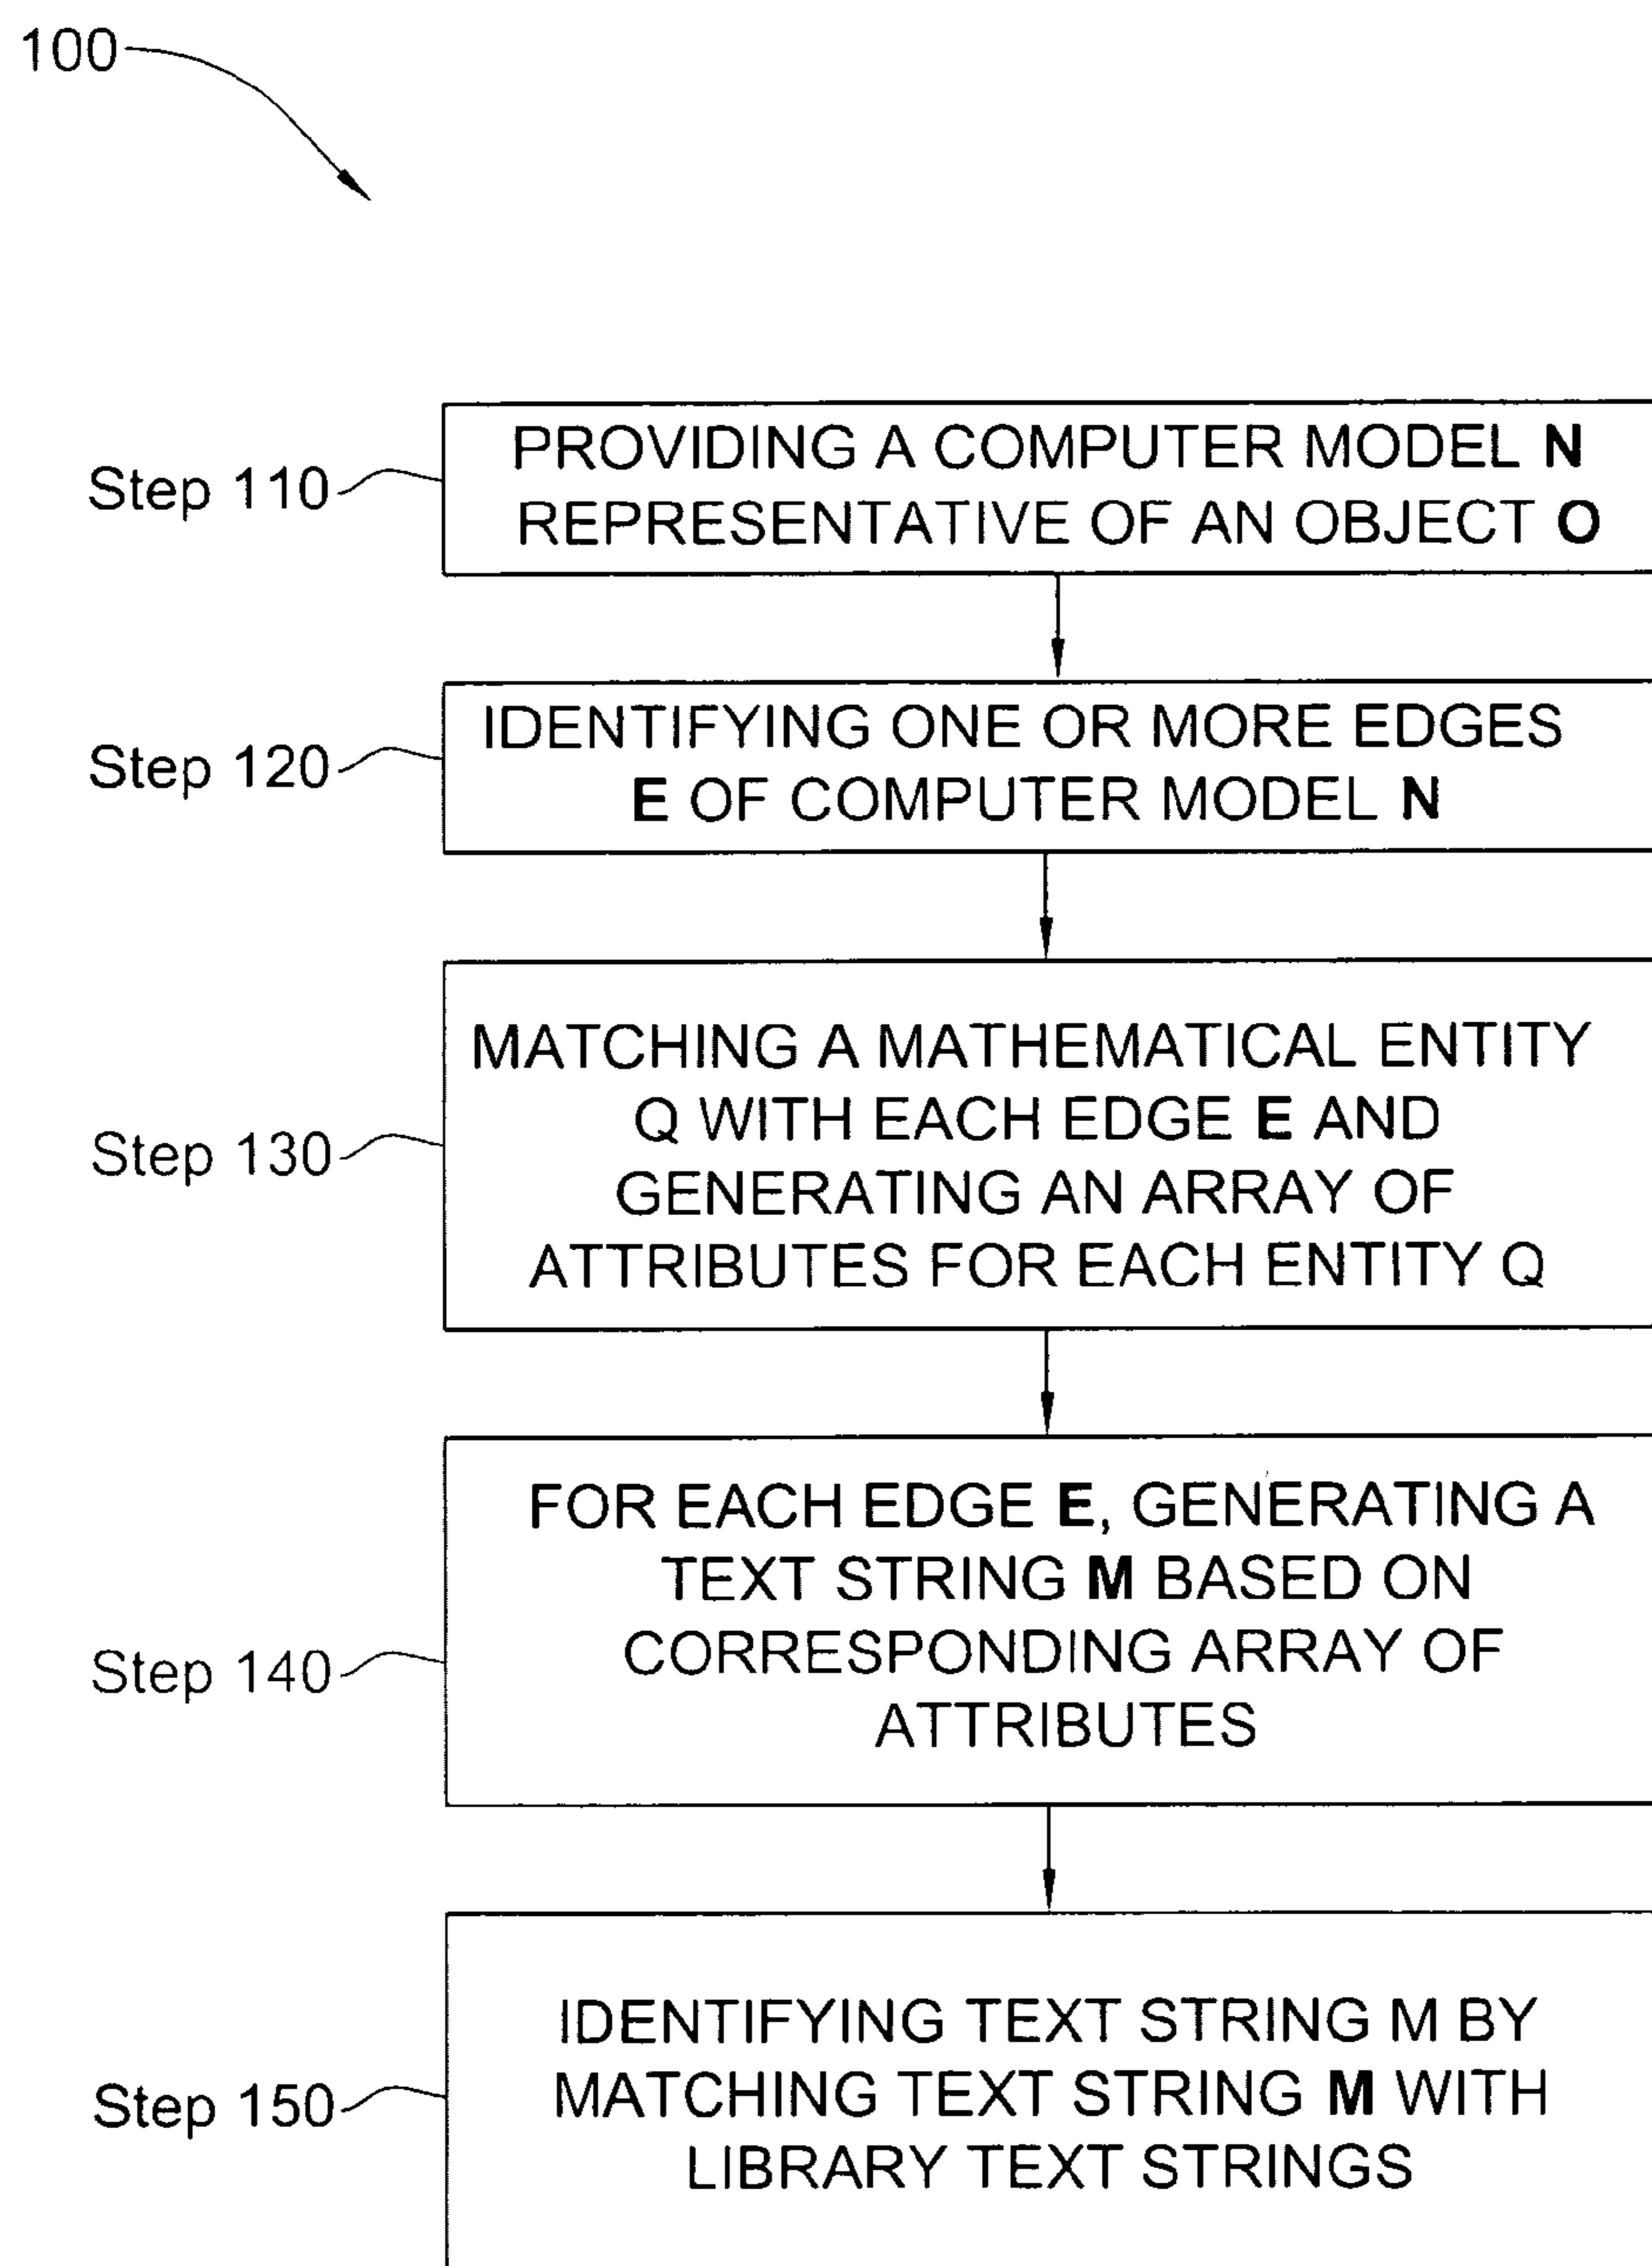 100
Step 110
PROVIDING A COMPUTER MODEL N
REPRESENTATIVE OF AN OBJECT O
Step 120
IDENTIFYING ONE OR MORE EDGES
E OF COMPUTER MODEL N
Step 130
MATCHING A MATHEMATICAL ENTITY
Q WITH EACH EDGE E AND
GENERATING AN ARRAY OF
ATTRIBUTES FOR EACH ENTITY Q
Step 140
FOR EACH EDGE E, GENERATING A
TEXT STRING M BASED ON
CORRESPONDING ARRAY OF
ATTRIBUTES
Step 150
IDENTIFYING TEXT STRING M BY
MATCHING TEXT STRING M WITH
LIBRARY TEXT STRINGS